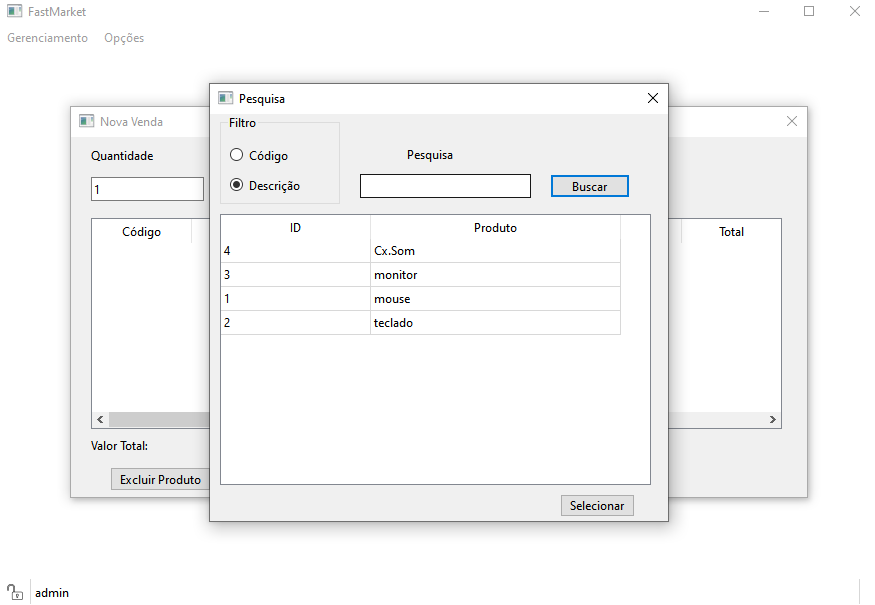 FastMarket
Gerenciamento Opções
Nova Venda
Quantidade
1
Código Total
Valor Total:
Excluir Produto
Pesquisa
Filtro
Código
Descrição
Pesquisa
Buscar
ID Produto
4 Cx.Som
3 monitor
1 mouse
2 teclado
Selecionar
admin